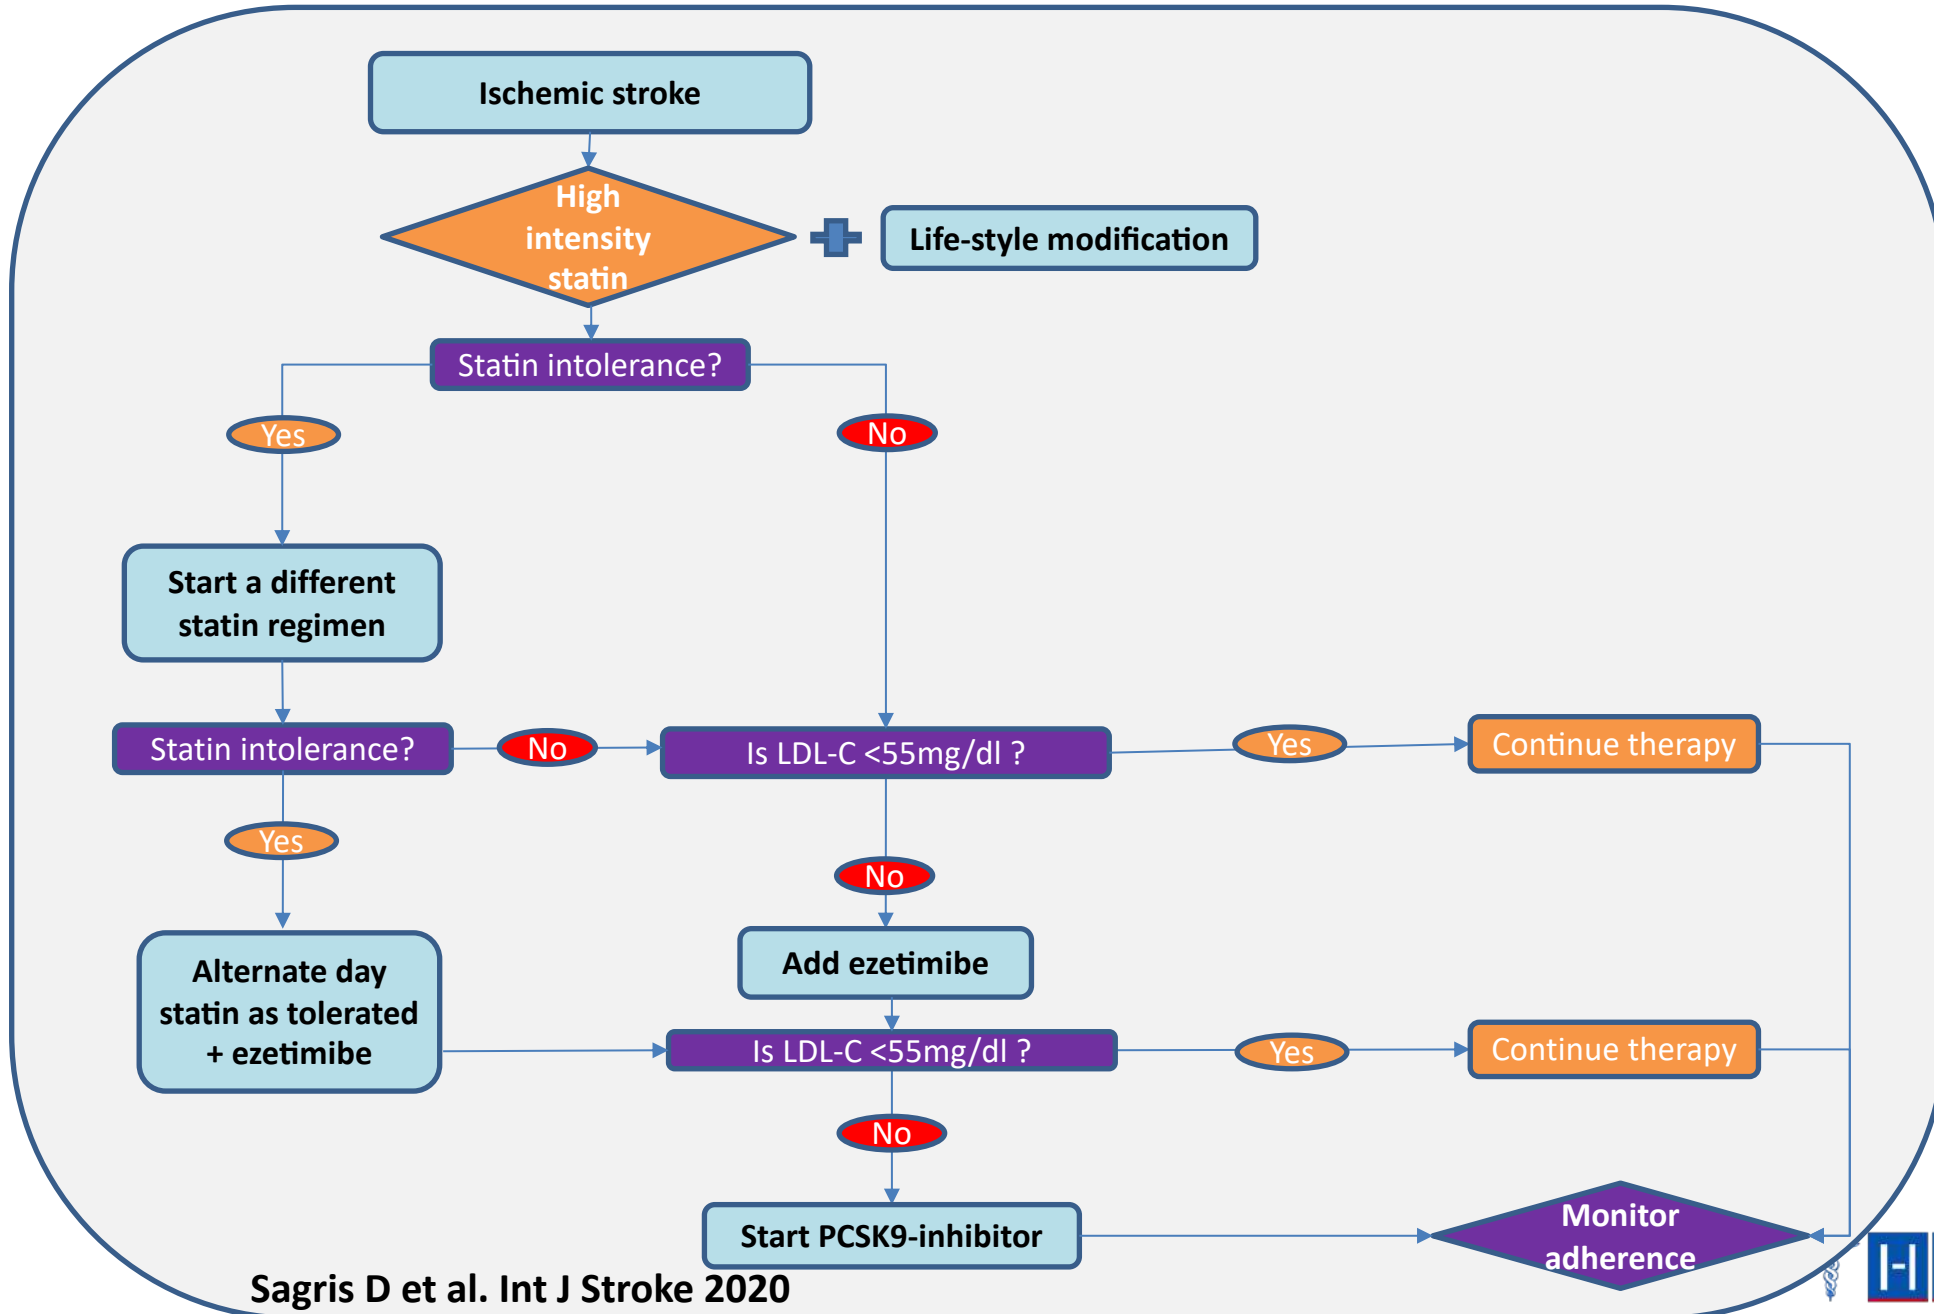 Ischemic stroke
High
intensity
statin
Life-style modification
Statin intolerance?
Yes
No
Start a different
statin regimen
Statin intolerance?
No
Is LDL-C <55mg/dl ?
Yes
Continue therapy
Yes
No
Alternate day
statin as tolerated
+ ezetimibe
Add ezetimibe
Is LDL-C <55mg/dl ?
Yes
Continue therapy
No
Start PCSK9-inhibitor
Monitor
adherence
Sagris D et al. Int J Stroke 2020
H